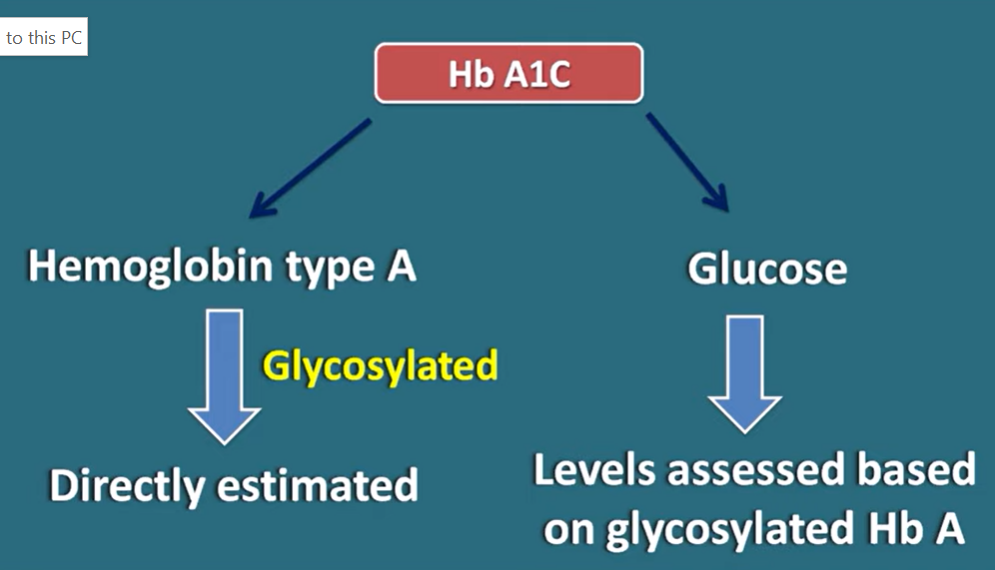 to this PC
Hb A1C
Hemoglobin type A
Glucose
Glycosylated
Directly estimated
Levels assessed based
on glycosylated Hb A